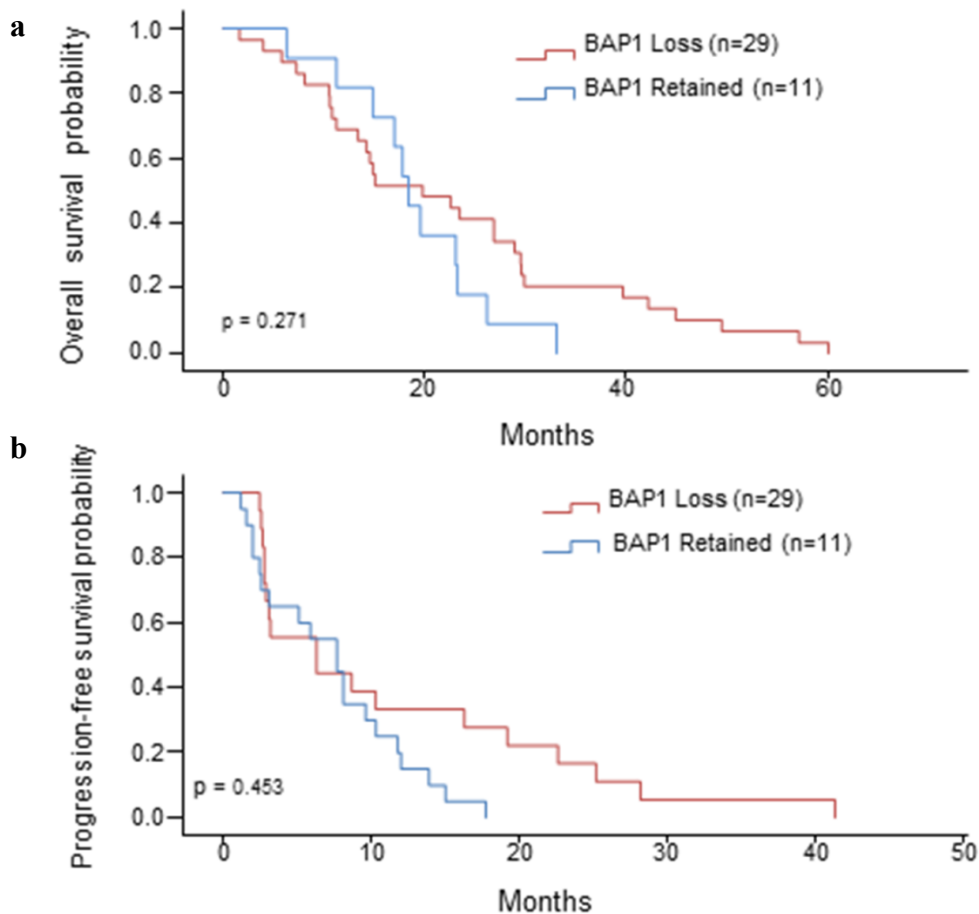 a
Overall survival probability
1.0
0.8
0.6
0.4
0.2
0.0
BAP1 Loss (n=29)
BAP1 Retained (n=11)
p = 0.271
0 20 40 60
Months
b
Progression-free survival probability
1.0
0.8
0.6
0.4
0.2
0.0
BAP1 Loss (n=29)
BAP1 Retained (n=11)
p = 0.453
0 10 20 30 40 50
Months